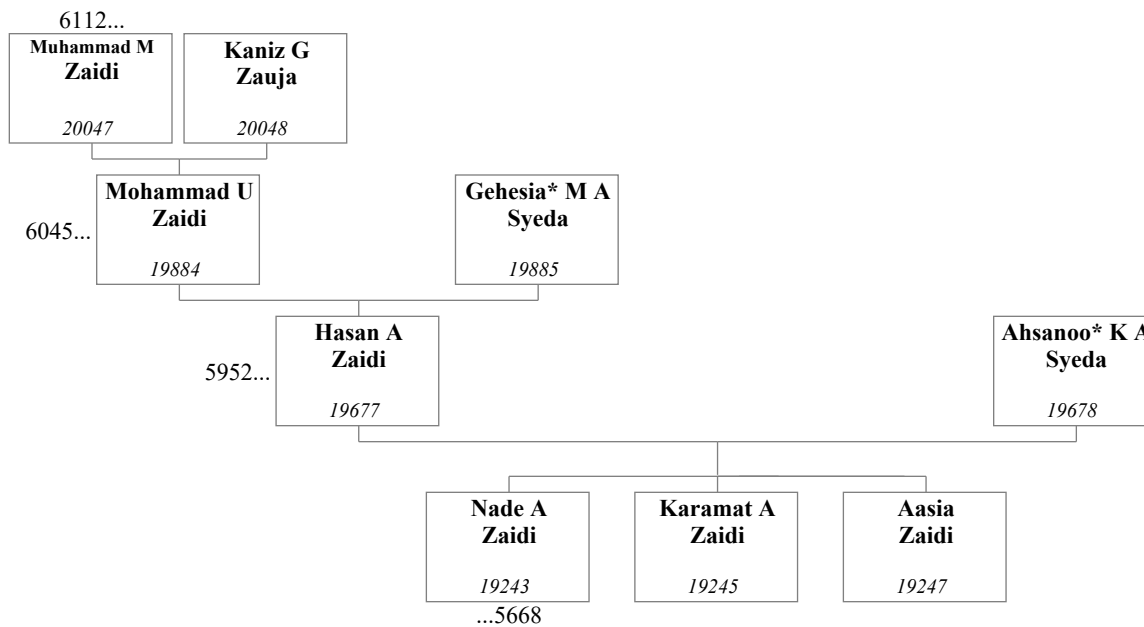 6112...
Muhammad M
Zaidi
20047
Kaniz G
Zauja
20048
6045...
Mohammad U
Zaidi
19884
Gehesia* M A
Syeda
19885
5952...
Hasan A
Zaidi
19677
Ahsanoo* K A
Syeda
19678
Nade A
Zaidi
19243
...5668
Karamat A
Zaidi
19245
Aasia
Zaidi
19247